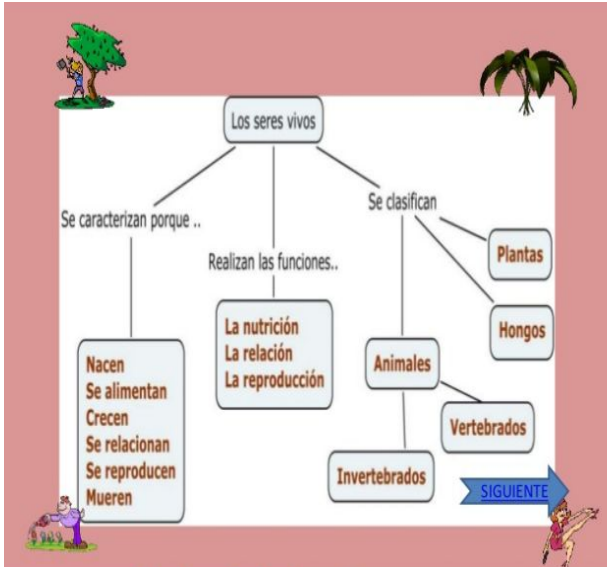 Los seres vivos
Se caracterizan porque ..
Nacen
Se alimentan
Crecen
Se relacionan
Se reproducen
Mueren
Realizan las funciones..
La nutrición
La relación
La reproducción
Se clasifican
Plantas
Hongos
Animales
Vertebrados
Invertebrados
SIGUIENTE